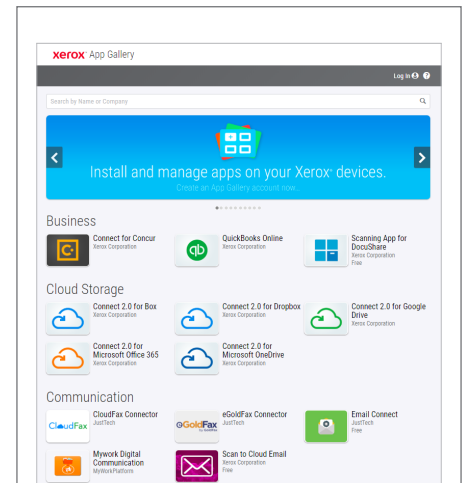 xerox™ App Gallery
Log In
Search by Name or Company
Install and manage apps on your Xerox® devices.
Create an App Gallery account now...
Business
Connect for Concur
Xerox Corporation
QuickBooks Online
Xerox Corporation
Scanning App for
DocuShare
Xerox Corporation
Free
Cloud Storage
Connect 2.0 for Box
Xerox Corporation
Connect 2.0 for Dropbox
Xerox Corporation
Connect 2.0 for Google
Drive
Xerox Corporation
Connect 2.0 for
Microsoft Office 365
Xerox Corporation
Connect 2.0 for
Microsoft OneDrive
Xerox Corporation
Communication
CloudFax
CloudFax Connector
JustTech
eGoldFax
eGoldFax Connector
JustTech
Email Connect
JustTech
Free
Mywork Digital
Communication
MyWorkPlatform
Scan to Cloud Email
Xerox Corporation
Free